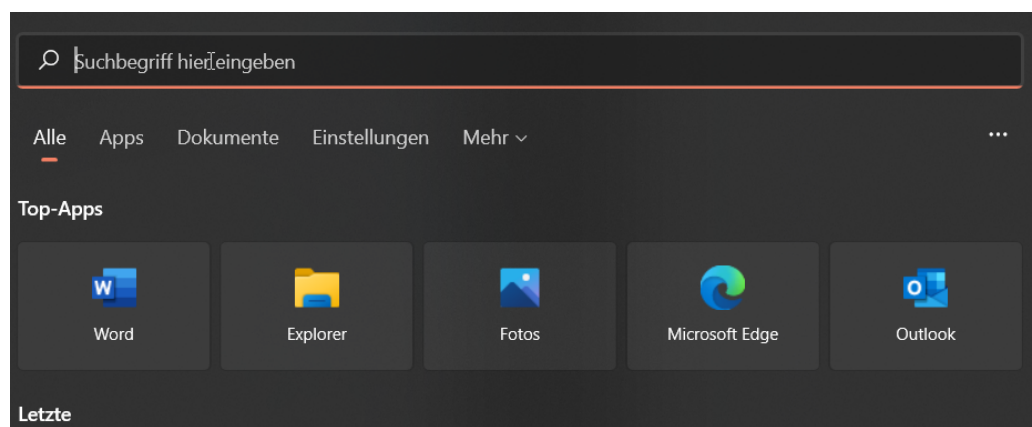 Suchbegriff hier eingeben
Alle Apps Dokumente Einstellungen Mehr
Top-Apps
Word Explorer Fotos Microsoft Edge Outlook
Letzte